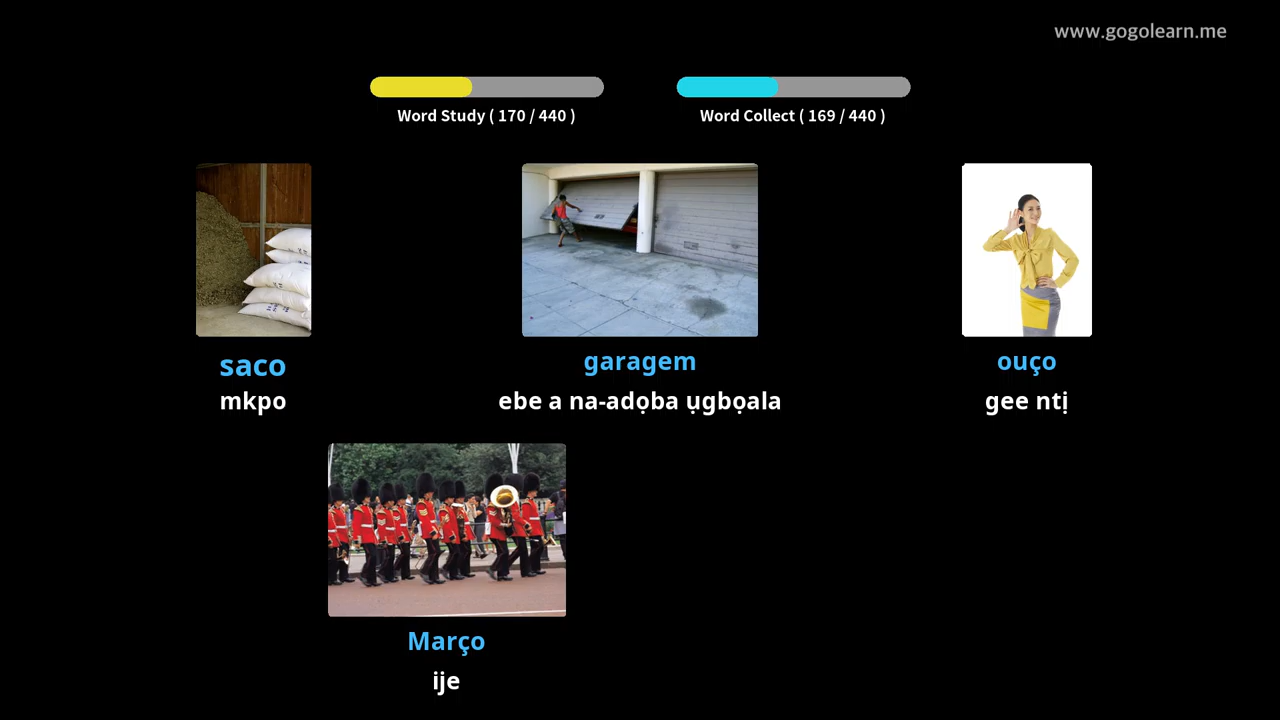 www.gogolearn.me
Word Study ( 170 / 440 )
Word Collect ( 169 / 440 )
saco
mkpo
garagem
ebe a na-adọba ụgbọala
ouço
gee ntị
Março
ije